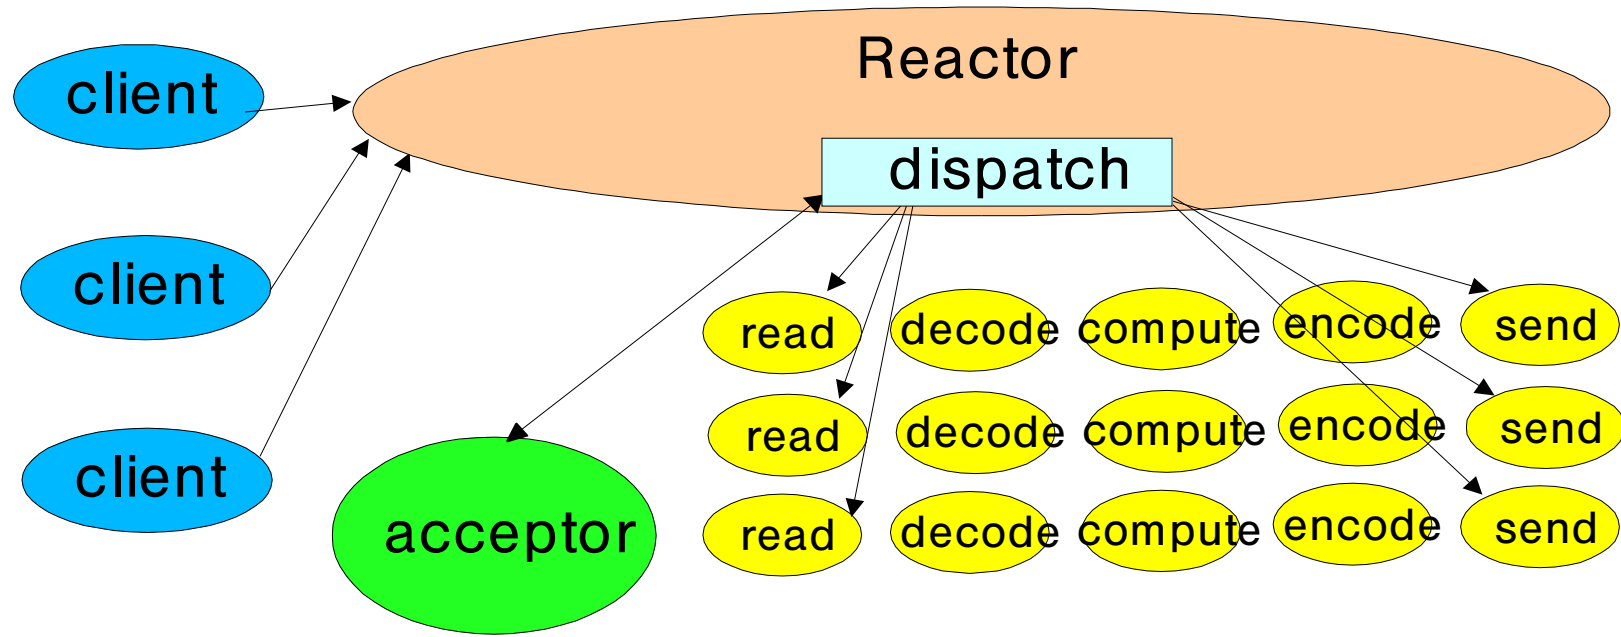 Reactor
client
dispatch
client
read decode compute encode send
client
read decode compute encode send
acceptor
read decode compute encode send